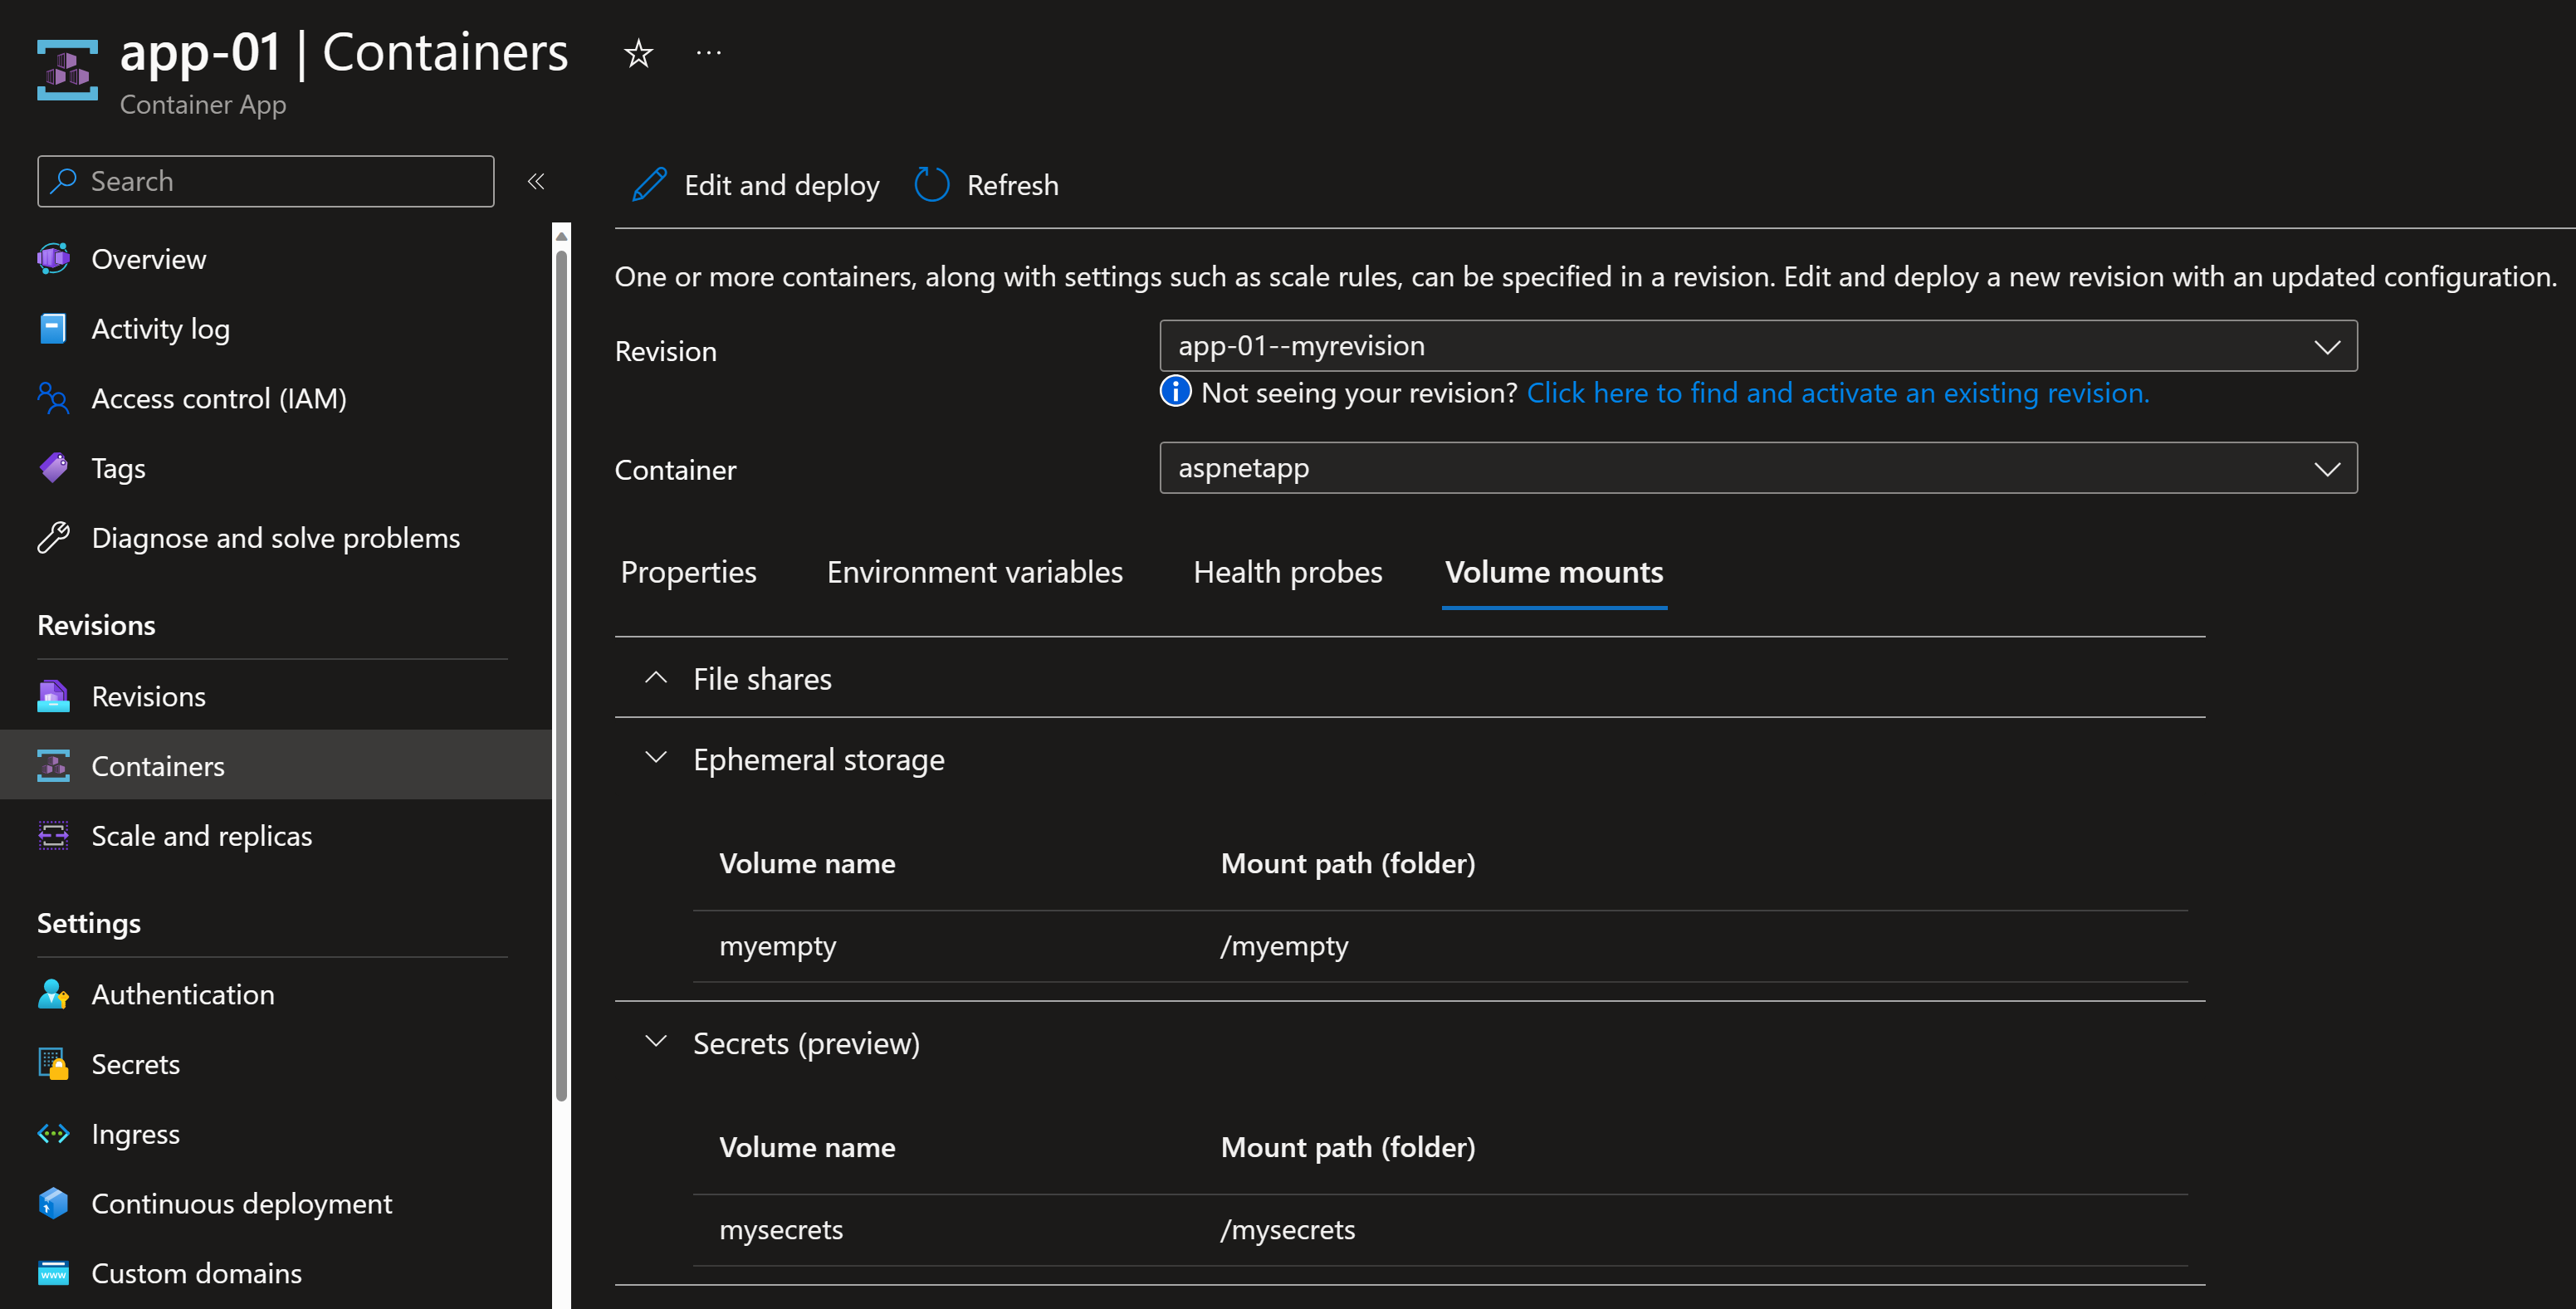 app-01 | Containers
Container App
Search
Overview
Activity log
Access control (IAM)
Tags
Diagnose and solve problems
Revisions
Revisions
Containers
Scale and replicas
Settings
Authentication
Secrets
Ingress
Continuous deployment
Custom domains
Edit and deploy
Refresh
One or more containers, along with settings such as scale rules, can be specified in a revision. Edit and deploy a new revision with an updated configuration.
Revision
app-01--myrevision
Not seeing your revision? Click here to find and activate an existing revision.
Container
aspnetapp
Properties
Environment variables
Health probes
Volume mounts
File shares
Ephemeral storage
Volume name
Mount path (folder)
myempty
/myempty
Secrets (preview)
Volume name
Mount path (folder)
mysecrets
/mysecrets